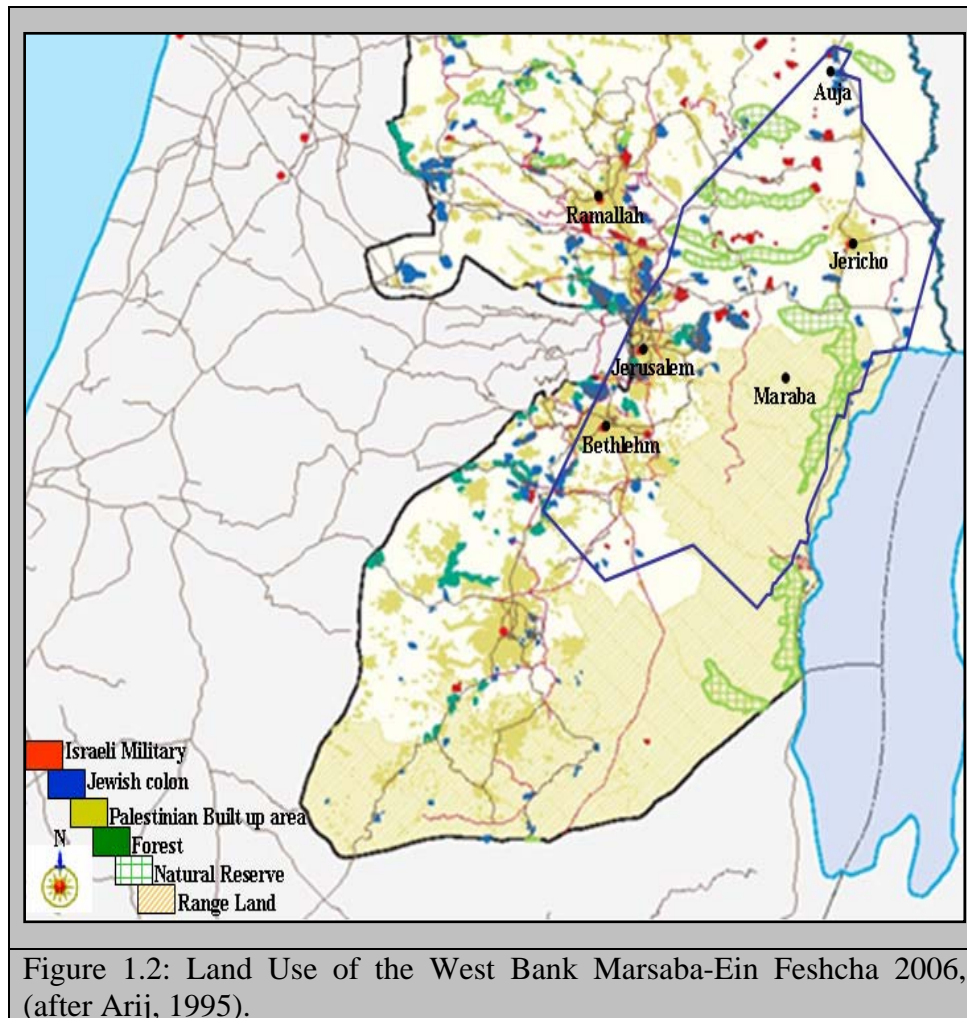 Auja
Ramallah
Jericho
Jerusalem
Maraba
Bethlehm
Israeli Military
Jewish colon
Palestinian Built up area
N
Forest
Natural Reserve
Range Land
Figure 1.2: Land Use of the West Bank Marsaba-Ein Feshcha 2006,
(after Arij, 1995).